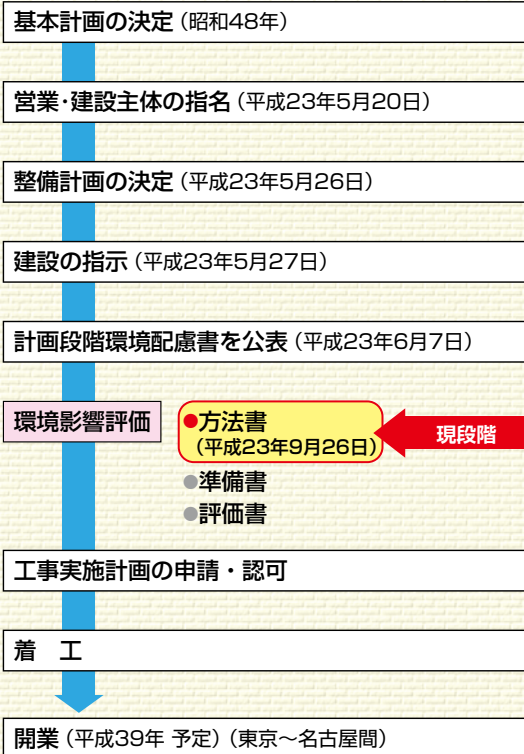 基本計画の決定（昭和48年）
営業・建設主体の指名（平成23年5月20日）
整備計画の決定（平成23年5月26日）
建設の指示（平成23年5月27日）
計画段階環境配慮書を公表（平成23年6月7日）
環境影響評価
●方法書
（平成23年9月26日）
現段階
●準備書
●評価書
工事実施計画の申請・認可
着　工
開業（平成39年 予定）（東京〜名古屋間）